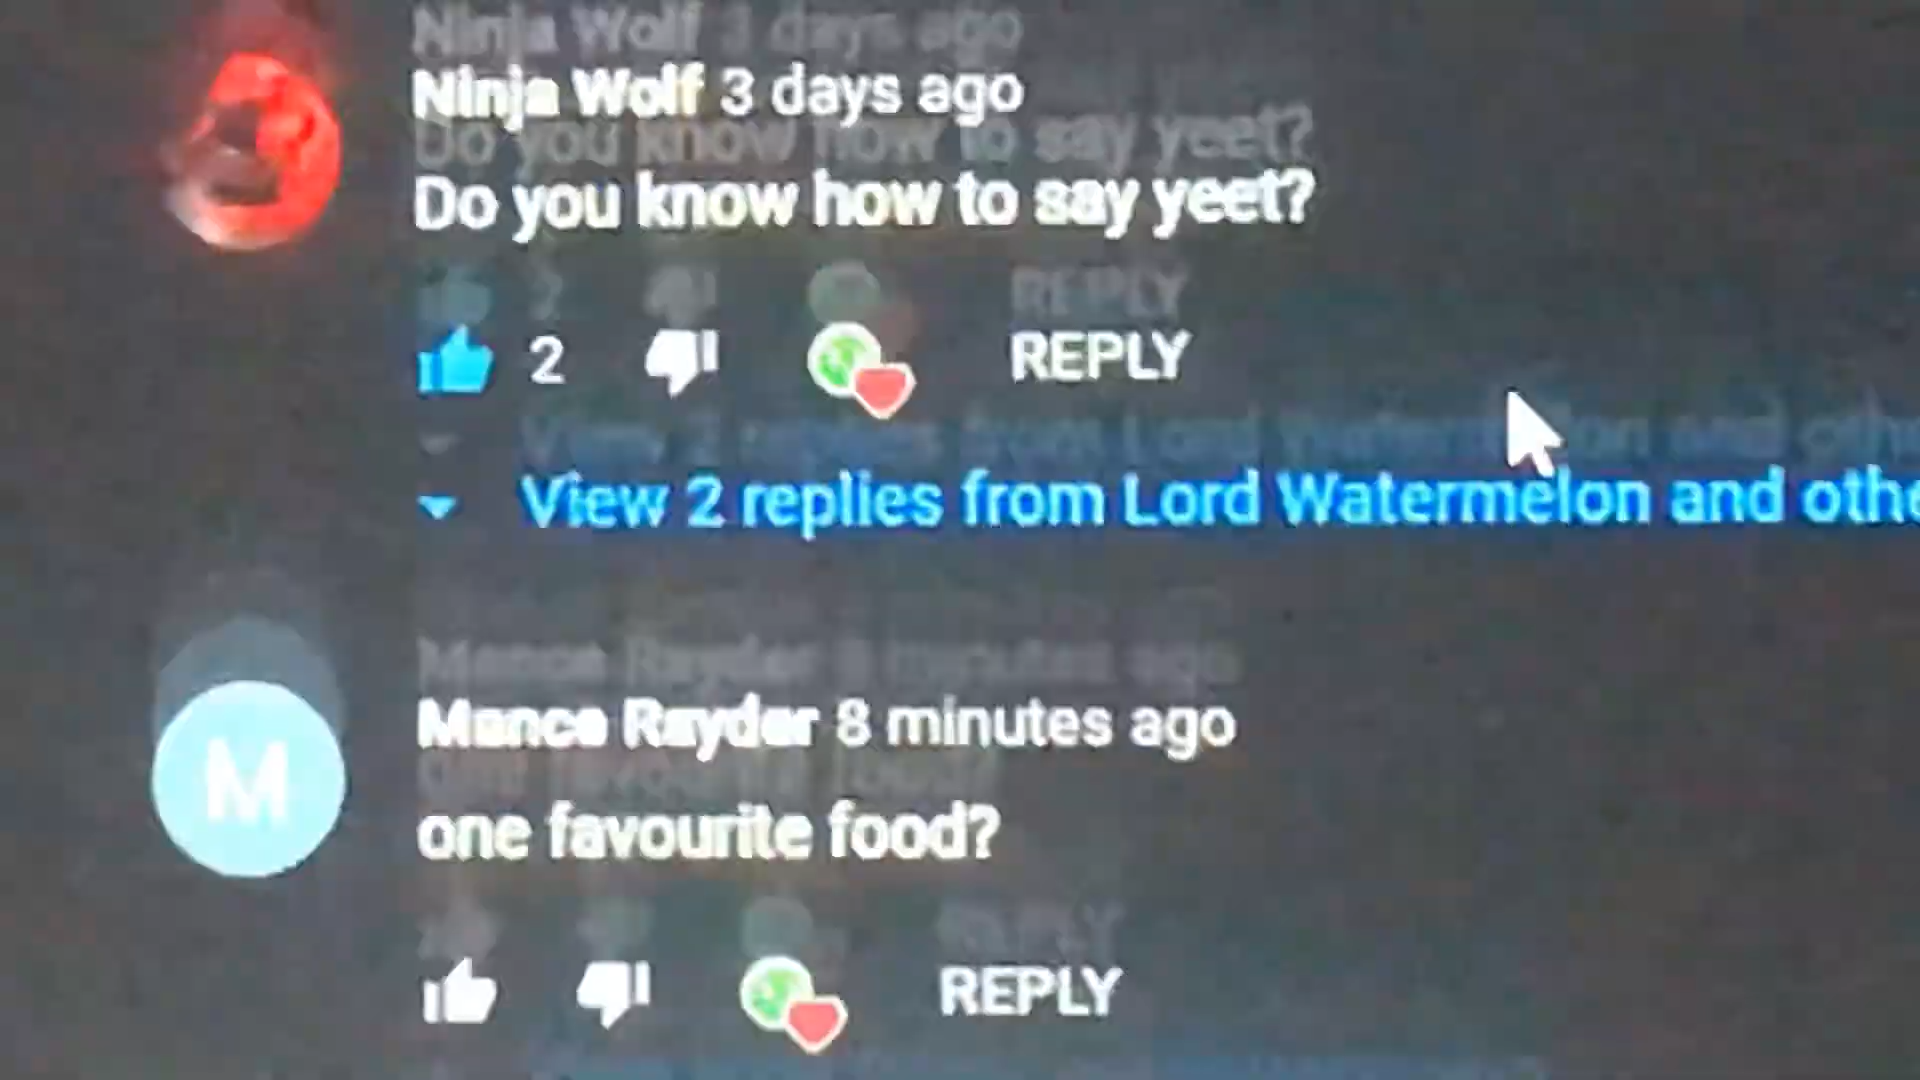 Ninja Wolf 3 days ago
Do you know how to say yeet?
2 REPLY
View 2 replies from Lord Watermelon and othe
M
Mance Rayder 8 minutes ago
one favourite food?
REPLY